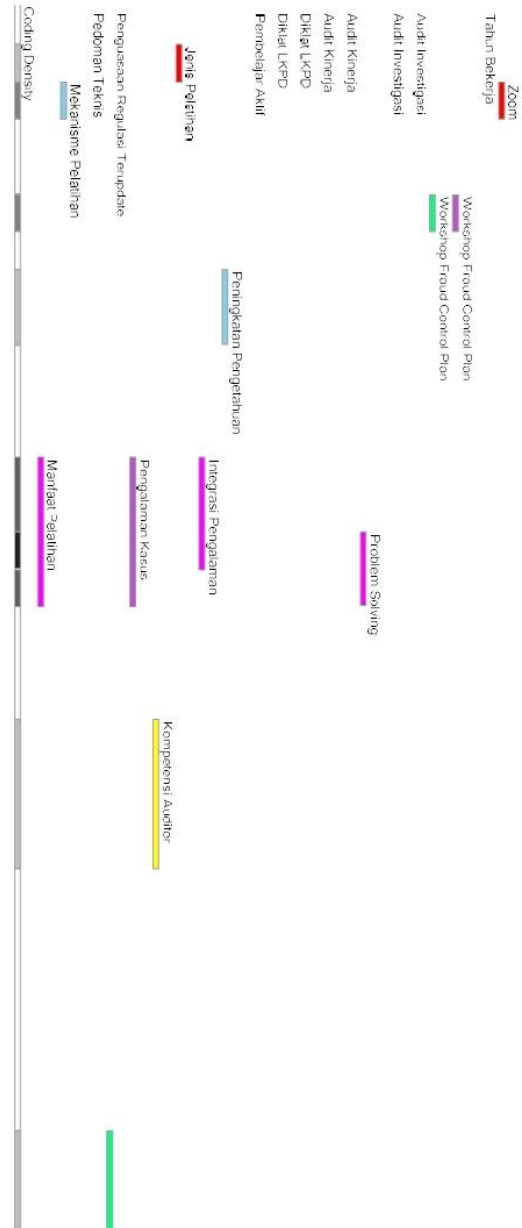 Zoom
Tahun Bekerja
Workshop Fraud Control Plan
Workshop Fraud Control Plan
Audit Investigasi
Audit Investigasi
Problem Solving
Audit Kinerja
Audit Kinerja
Diklat LKPD
Diklat LKPD
Pembelajar Aktif
Peningkatan Pengetahuan
Integrasi Pengalaman
Jenis Pelatihan
Kompetensi Auditor
Pengalaman Kasus
Penguasaan Regulasi Terupdate
Pedoman Teknis
Mekanisme Pelatihan
Manfaat Pelatihan
Coding Density